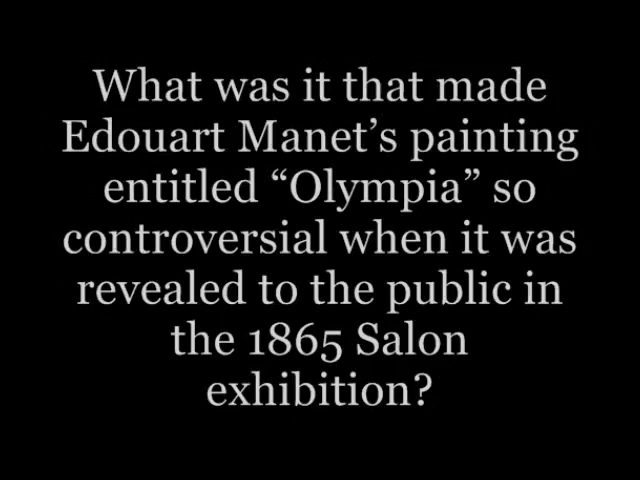 What was it that made
Edouart Manet’s painting
entitled “Olympia” so
controversial when it was
revealed to the public in
the 1865 Salon
exhibition?